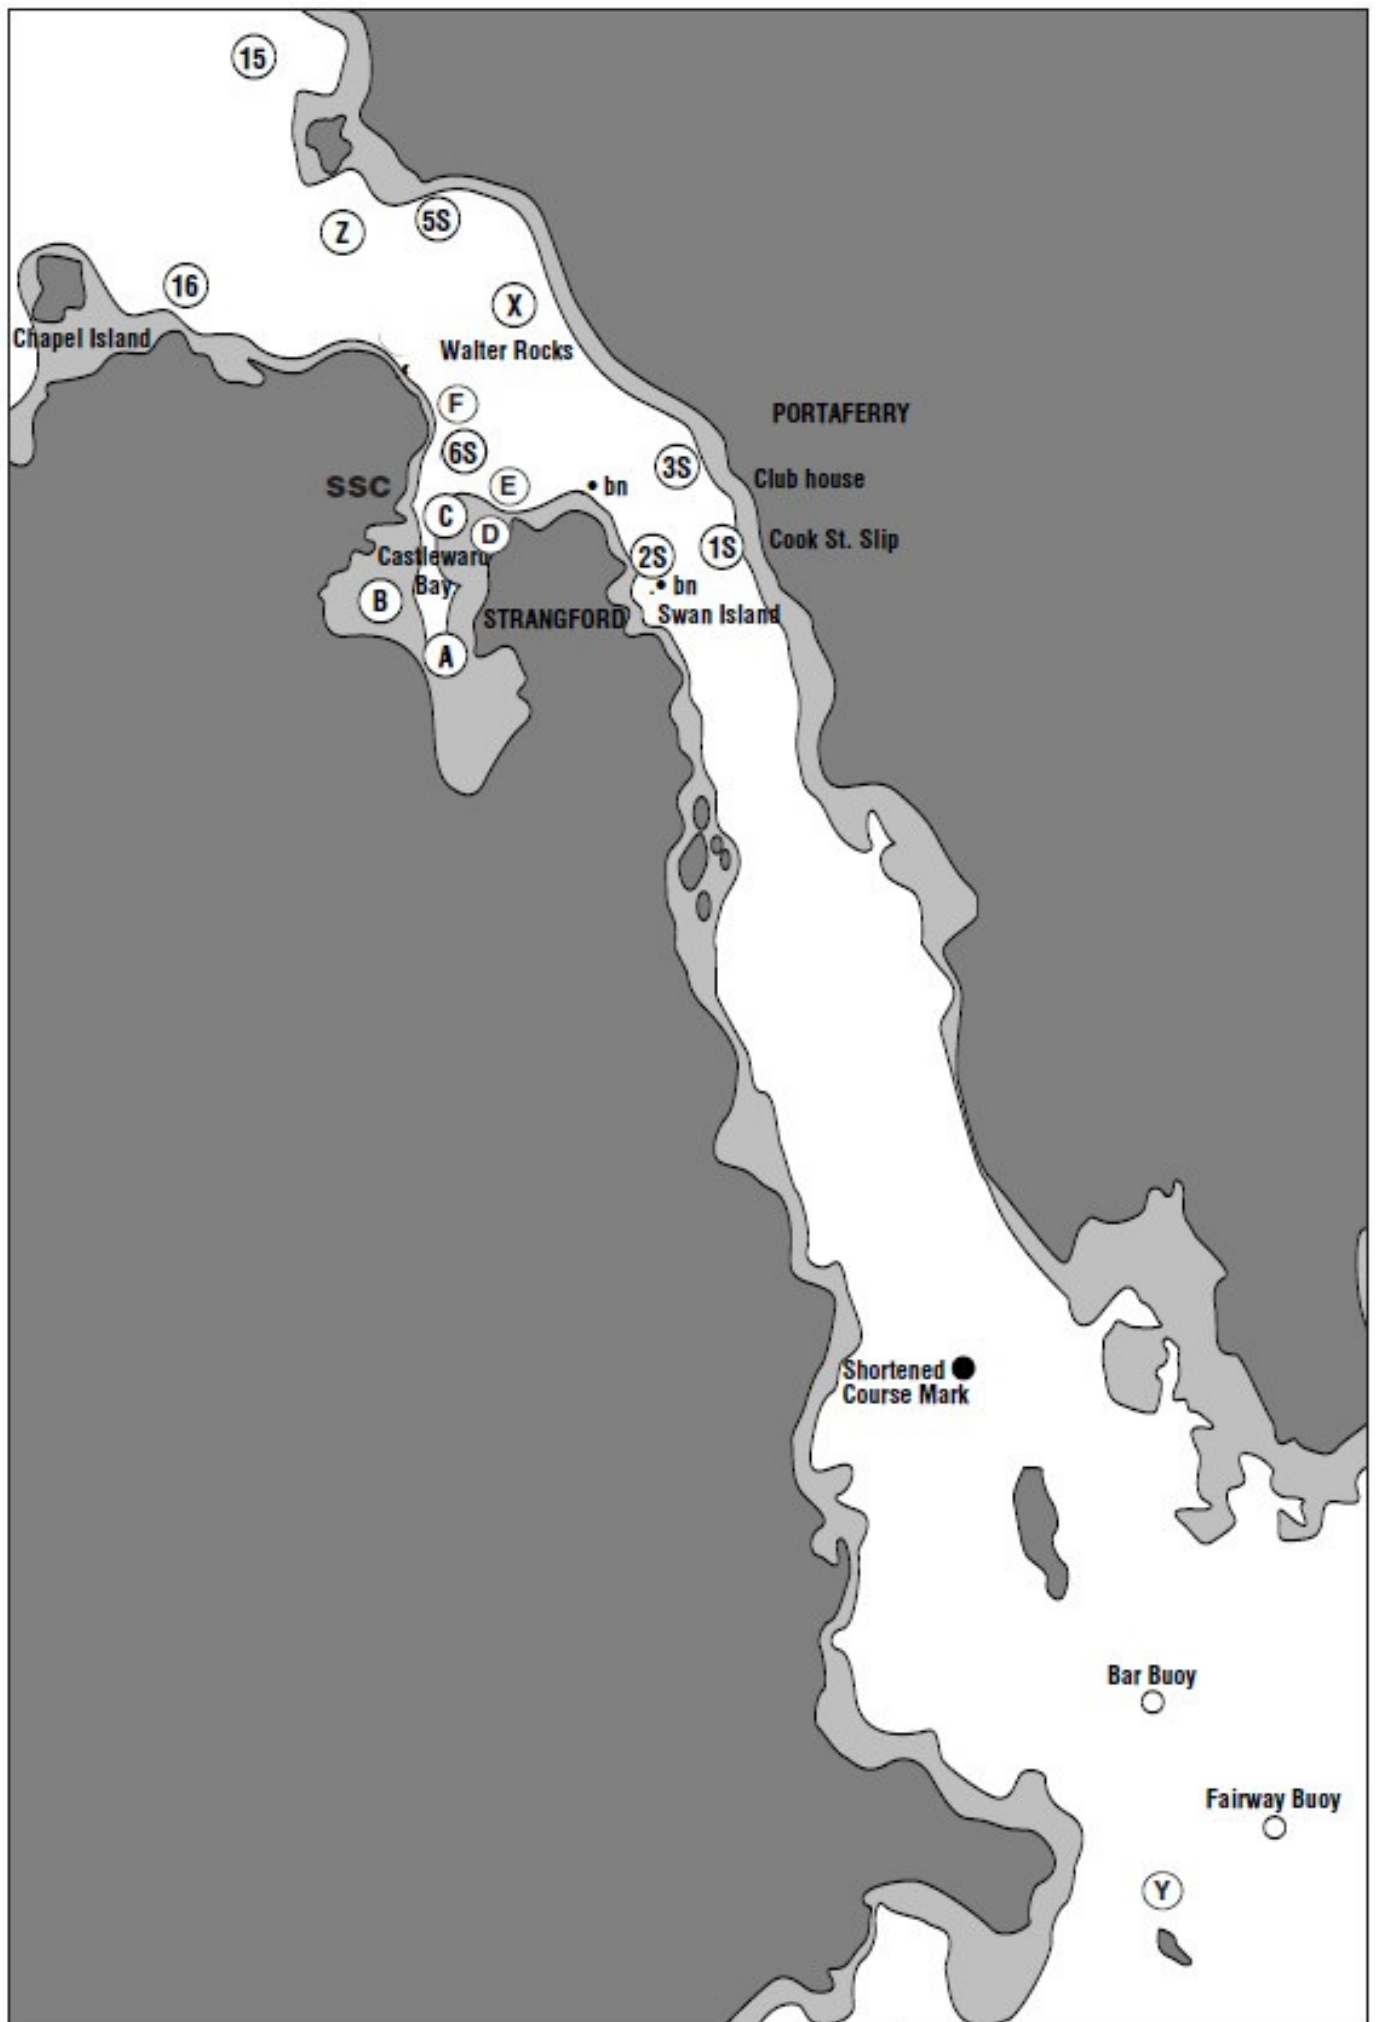 15
Z
5S
16
X
Chapel Island
Walter Rocks
F
PORTAFERRY
6S
3S
Club house
SSC
E
bn
C
D
1S
Cook St. Slip
2S
Castleward
Bay
bn
B
STRANGFORD
Swan Island
A
Shortened
Course Mark
Bar Buoy
Fairway Buoy
Y